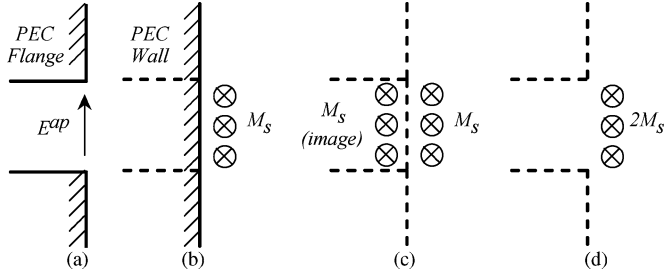 PEC
Flange
E^ap
(a)
PEC
Wall
M_s
(b)
M_s
(image)
M_s
(c)
2M_s
(d)